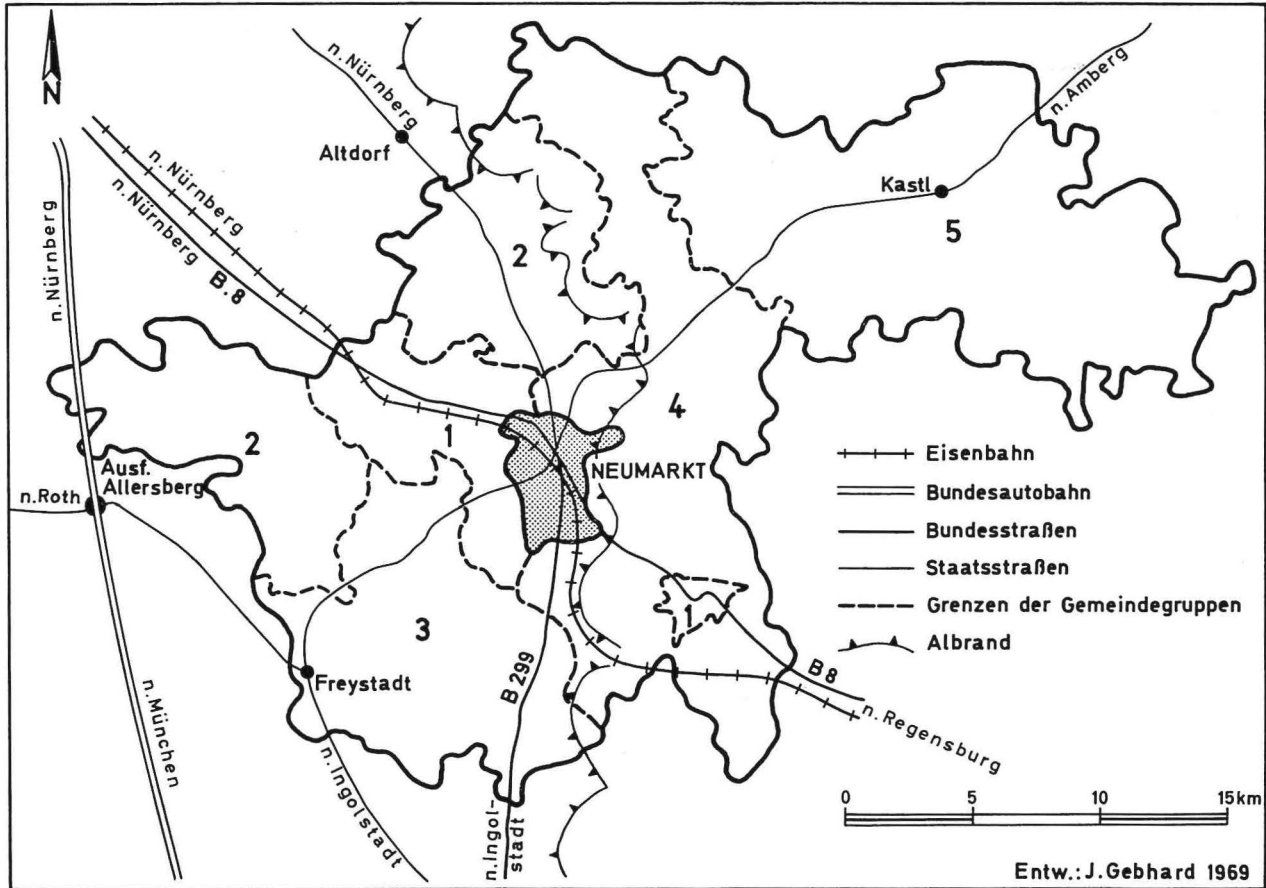 N
n. Nürnberg
n. Amberg
Altdorf
n. Nürnberg
n. Nürnberg
B.8
n. Nürnberg
Kastl
5
2
4
1
2
Ausf.
Allersberg
n. Roth
NEUMARKT
Eisenbahn
Bundesautobahn
Bundesstraßen
Staatsstraßen
Grenzen der Gemeindegruppen
Albrand
1
3
Freystadt
B 299
B 8
n. Regensburg
n. München
n. Ingolstadt
n. Ingol-
stadt
0 5 10 15 km
Entw.: J. Gebhard 1969